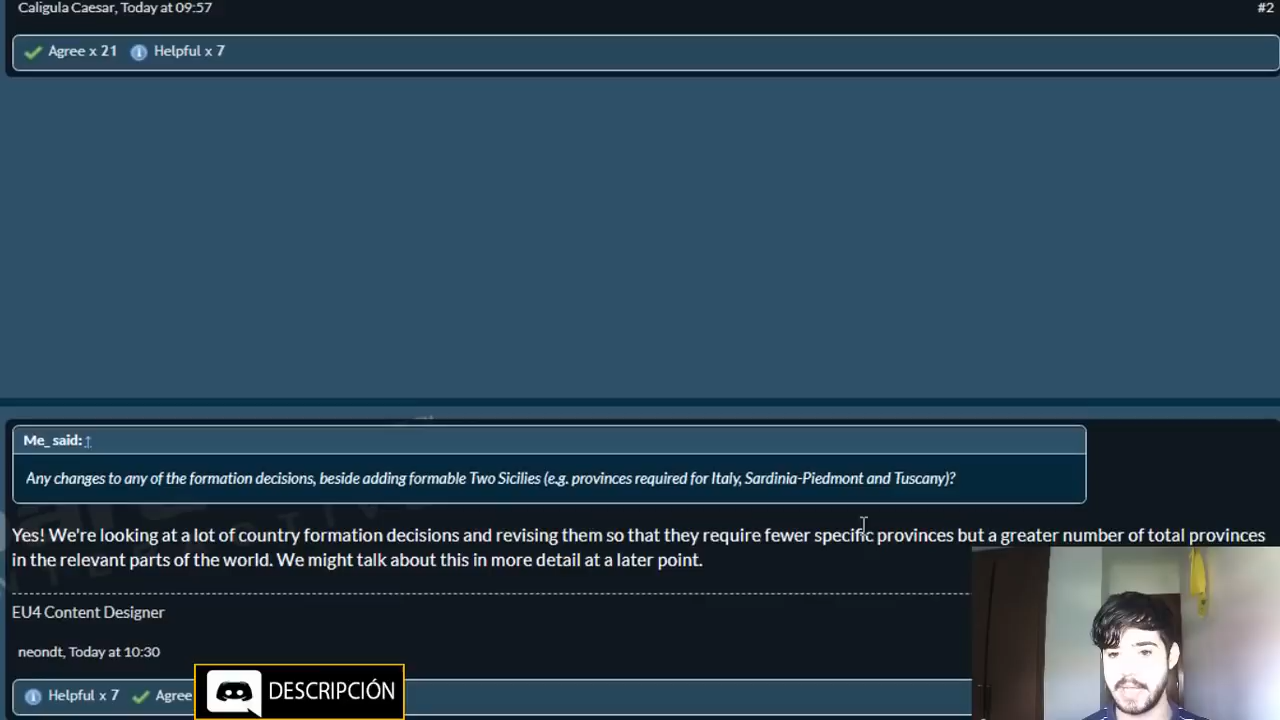 Caligula Caesar, Today at 09:57
#2
Agree x 21 Helpful x 7
Me_ said: ↑
Any changes to any of the formation decisions, beside adding formable Two Sicilies (e.g. provinces required for Italy, Sardinia-Piedmont and Tuscany)?
Yes! We're looking at a lot of country formation decisions and revising them so that they require fewer specific provinces but a greater number of total provinces
in the relevant parts of the world. We might talk about this in more detail at a later point.
EU4 Content Designer
neondt, Today at 10:30
Helpful x 7 Agree
DESCRIPCIÓN